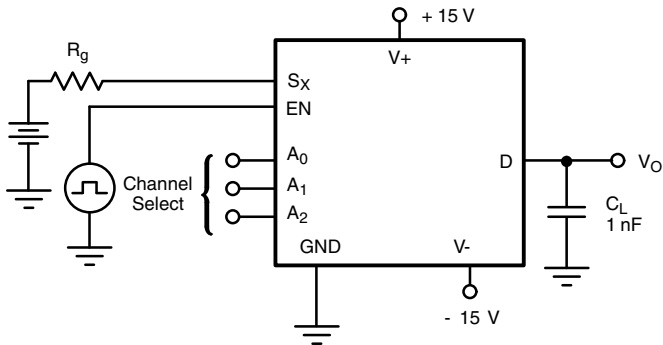 + 15 V
Rg
V+
SX
EN
A0
Channel
Select
A1
A2
D
VO
CL
1 nF
GND
V-
- 15 V